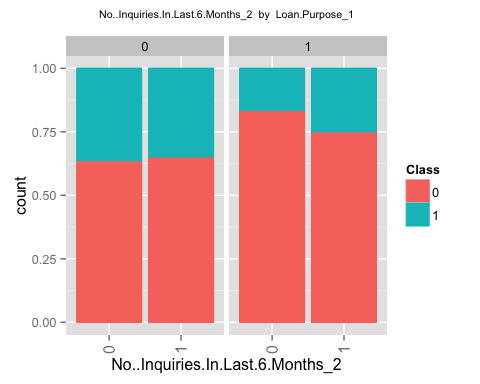 No..Inquiries.In.Last.6.Months_2 by Loan.Purpose_1
0 1
1.00
0.75
0.50
0.25
0.00
count
0 1 0 1
No..Inquiries.In.Last.6.Months_2
Class
0
1